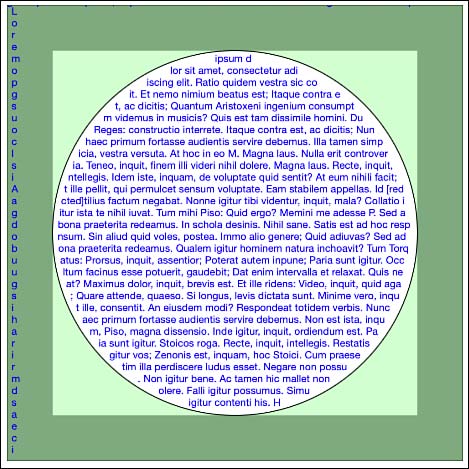 L o r e m o p g s u o c l s i A a g d o b u g s i h a r i r m d s a e c i
ipsum d
lor sit amet, consectetur adi
iscing elit. Ratio quidem vestra sic co
it. Et nemo nimium beatus est; Itaque contra e
t, ac dicitis; Quantum Aristoxeni ingenium consumpt
m videmus in musicis? Quis est tam dissimile homini. Du
Reges: constructio interrete. Itaque contra est, ac dicitis; Nun
haec primum fortasse audientis servire debemus. Illa tamen simp
icia, vestra versuta. At hoc in eo M. Magna laus. Nulla erit controver
ia. Teneo, inquit, finem illi videri nihil dolere. Magna laus. Recte, inquit,
ntellegis. Idem iste, inquam, de voluptate quid sentit? At eum nihili facit;
t ille pellit, qui permulcet sensum voluptate. Eam stabilem appellas. Id [red
cted]tilius factum negabat. Nonne igitur tibi videntur, inquit, mala? Collatio i
itur ista te nihil iuvat. Tum mihi Piso: Quid ergo? Memini me adesse P. Sed a
bona praeterita redeamus. In schola desinis. Nihil sane. Satis est ad hoc resp
nsum. Sin aliud quid voles, postea. Immo alio genere; Quid adiuvas? Sed ad
ona praeterita redeamus. Qualem igitur hominem natura inchoavit? Tum Torq
atus: Prorsus, inquit, assentior; Poterat autem inpune; Paria sunt igitur. Occ
ltum facinus esse potuerit, gaudebit; Dat enim intervalla et relaxat. Quis ne
at? Maximus dolor, inquit, brevis est. Et ille ridens: Video, inquit, quid aga
; Quare attende, quaeso. Si longus, levis dictata sunt. Minime vero, inqu
t ille, consentit. An eiusdem modi? Respondeat totidem verbis. Nunc
aec primum fortasse audientis servire debemus. Non est ista, inqu
m, Piso, magna dissensio. Inde igitur, inquit, ordiendum est. Pa
ia sunt igitur. Stoicos roga. Recte, inquit, intellegis. Restatis
gitur vos; Zenonis est, inquam, hoc Stoici. Cum praese
tim illa perdiscere ludus esset. Negare non possu
. Non igitur bene. Ac tamen hic mallet non
olere. Falli igitur possumus. Simu
igitur contenti his. H